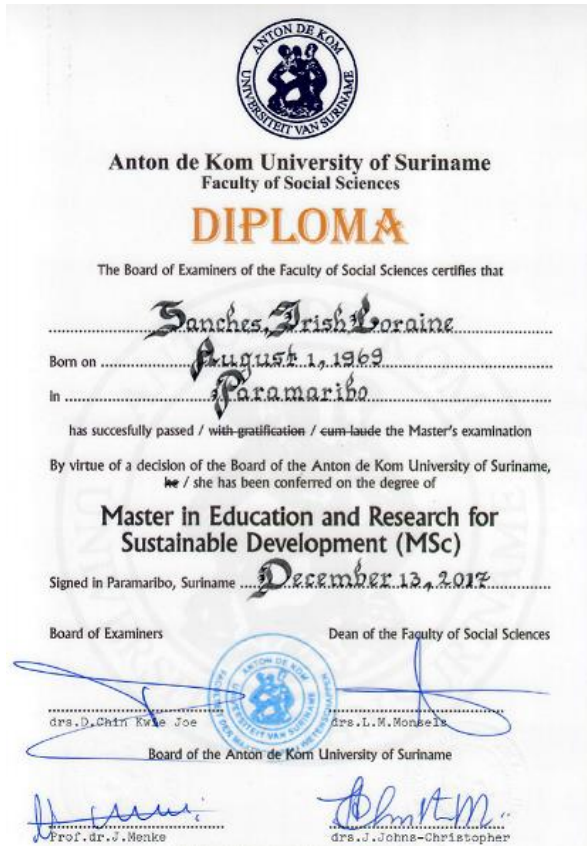 ANTON DE KOM
UNIVERSITEIT VAN SURINAME
Anton de Kom University of Suriname
Faculty of Social Sciences
DIPLOMA
The Board of Examiners of the Faculty of Social Sciences certifies that
Sanches, Irish Loraine
Born on August 1, 1969
in Paramaribo
has succesfully passed / with gratification / cum laude the Master's examination
By virtue of a decision of the Board of the Anton de Kom University of Suriname,
he / she has been conferred on the degree of
Master in Education and Research for
Sustainable Development (MSc)
Signed in Paramaribo, Suriname December 13, 2017
Board of Examiners Dean of the Faculty of Social Sciences
ANTON DE KOM
VAN SURINAME
drs.D.Chin Kwie Joe drs.L.M.Monsels
Board of the Anton de Kom University of Suriname
Prof.dr.J.Menke drs.J.Johns-Christopher